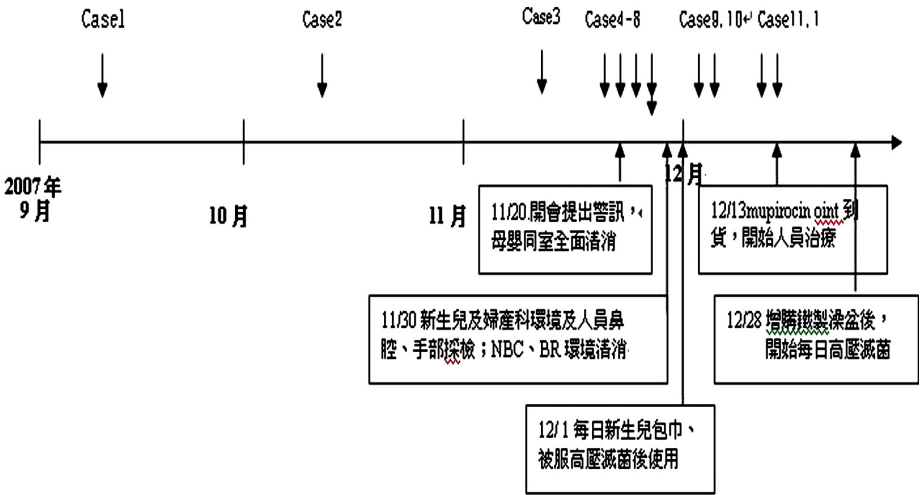 Case1
Case2
Case3
Case4-8
Case9,10↵
Case11,1
2007年
9月
10月
11月
12月
11/20.開會提出警訊，
母嬰同室全面清消
12/13mupirocin oint 到
貨，開始人員治療
11/30 新生兒及婦產科環境及人員鼻
腔、手部採檢；NBC、BR 環境清消
12/28 增購鐵製澡盆後，
開始每日高壓滅菌
12/1 每日新生兒包巾、
被服高壓滅菌後使用